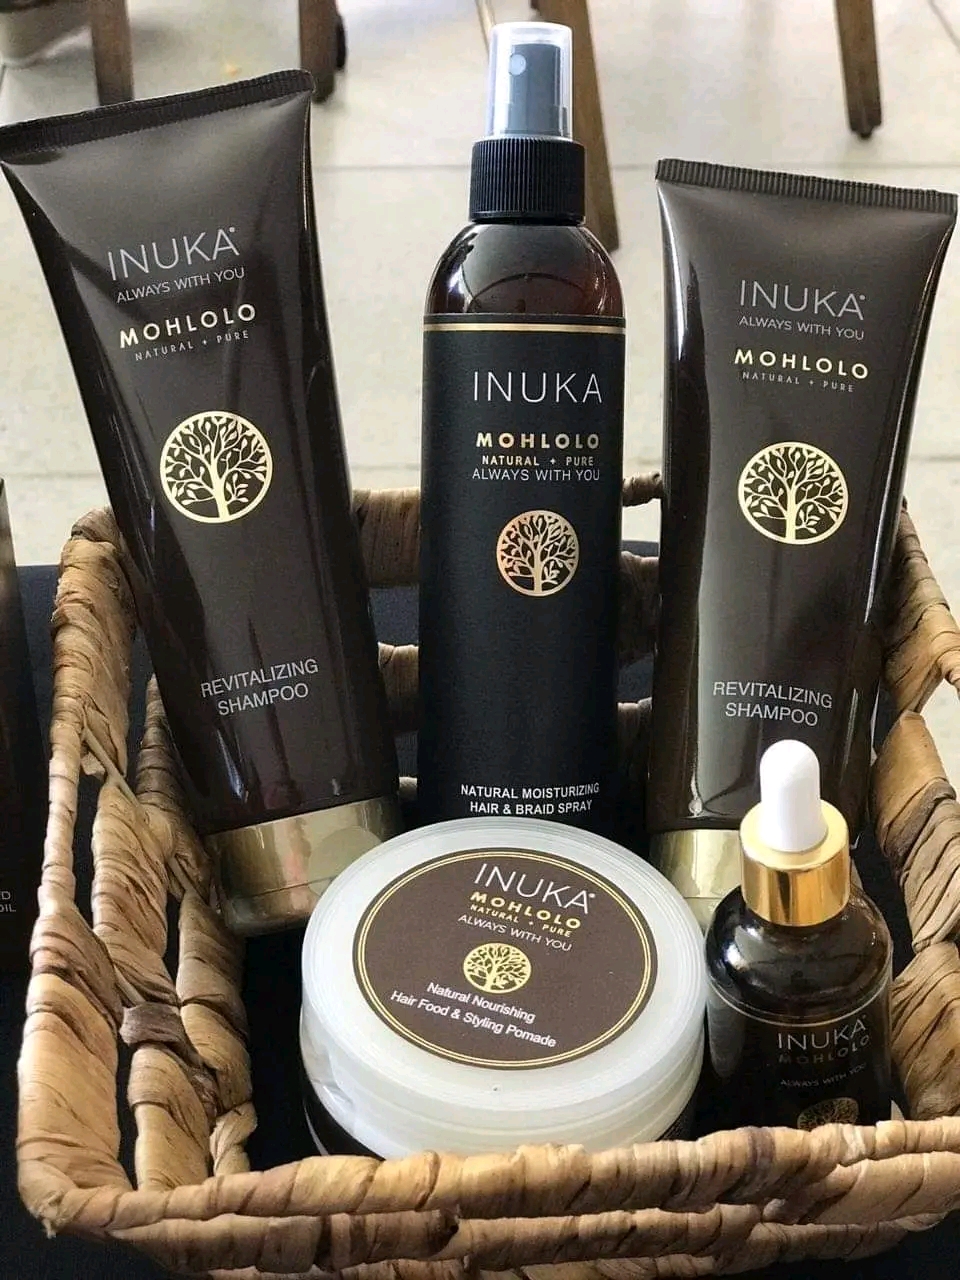 INUKA
ALWAYS WITH YOU
MOHLOLO
NATURAL + PURE
REVITALIZING
SHAMPOO
INUKA
MOHLOLO
NATURAL + PURE
ALWAYS WITH YOU
NATURAL MOISTURIZING
HAIR & BRAID SPRAY
INUKA
ALWAYS WITH YOU
MOHLOLO
NATURAL + PURE
REVITALIZING
SHAMPOO
INUKA
MOHLOLO
NATURAL + PURE
ALWAYS WITH YOU
Natural Nourishing
Hair Food & Styling Pomade
INUKA
MOHLOLO
ALWAYS WITH YOU
OIL